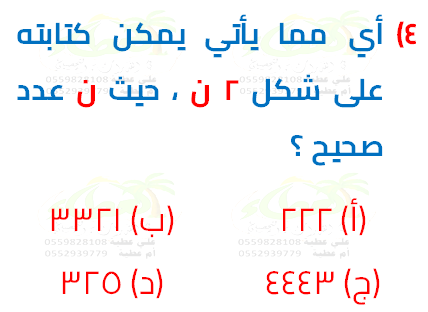 ٤) أي مما يأتي يمكن كتابته
على شكل ٢ ن ، حيث ن عدد
صحيح ؟
(أ) ٢٢٢ (ب) ٣٣٢١
علي عطيه 0559828108
ام عطيه 0552939779
(ج) ٤٤٤٣ (د) ٣٢٥